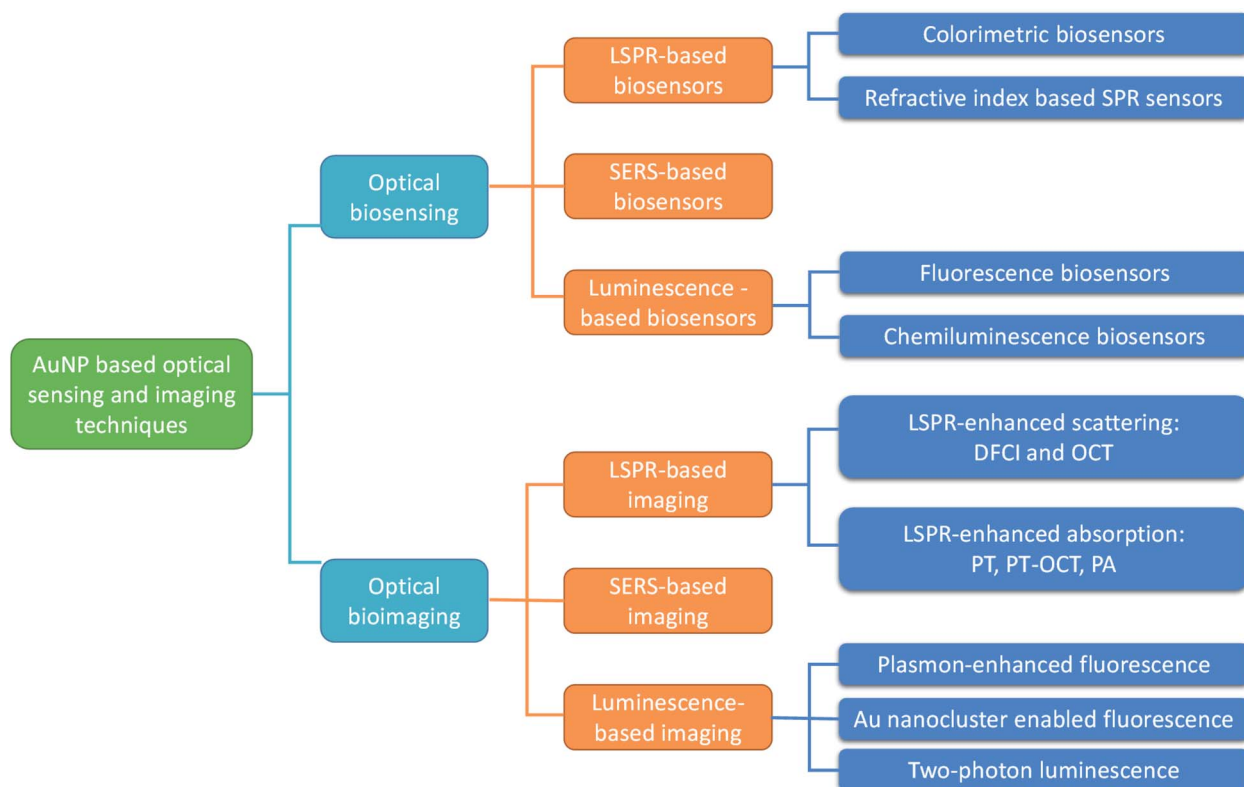 AuNP based optical
sensing and imaging
techniques
Optical
biosensing
LSPR-based
biosensors
Colorimetric biosensors
Refractive index based SPR sensors
SERS-based
biosensors
Luminescence -
based biosensors
Fluorescence biosensors
Chemiluminescence biosensors
Optical
bioimaging
LSPR-based
imaging
LSPR-enhanced scattering:
DFCI and OCT
LSPR-enhanced absorption:
PT, PT-OCT, PA
SERS-based
imaging
Luminescence-
based imaging
Plasmon-enhanced fluorescence
Au nanocluster enabled fluorescence
Two-photon luminescence